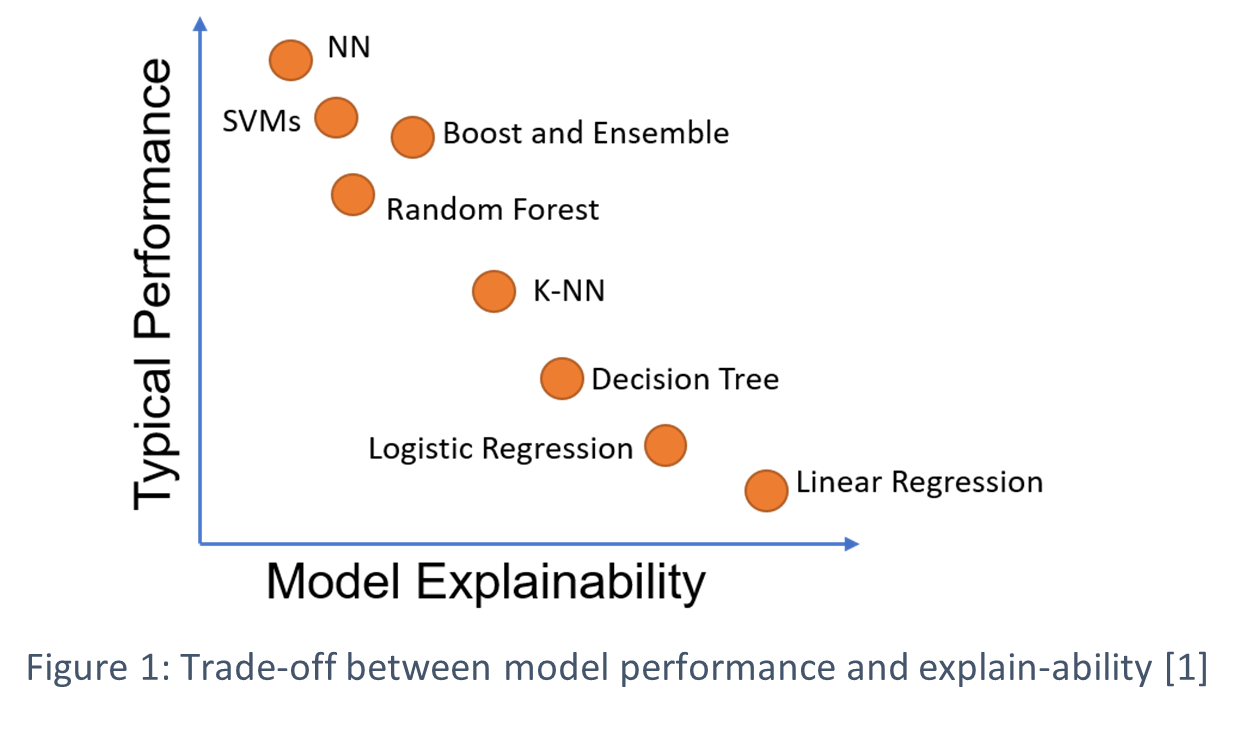 NN
SVMs
Boost and Ensemble
Random Forest
K-NN
Decision Tree
Logistic Regression
Linear Regression
Typical Performance
Model Explainability
Figure 1: Trade-off between model performance and explain-ability [1]